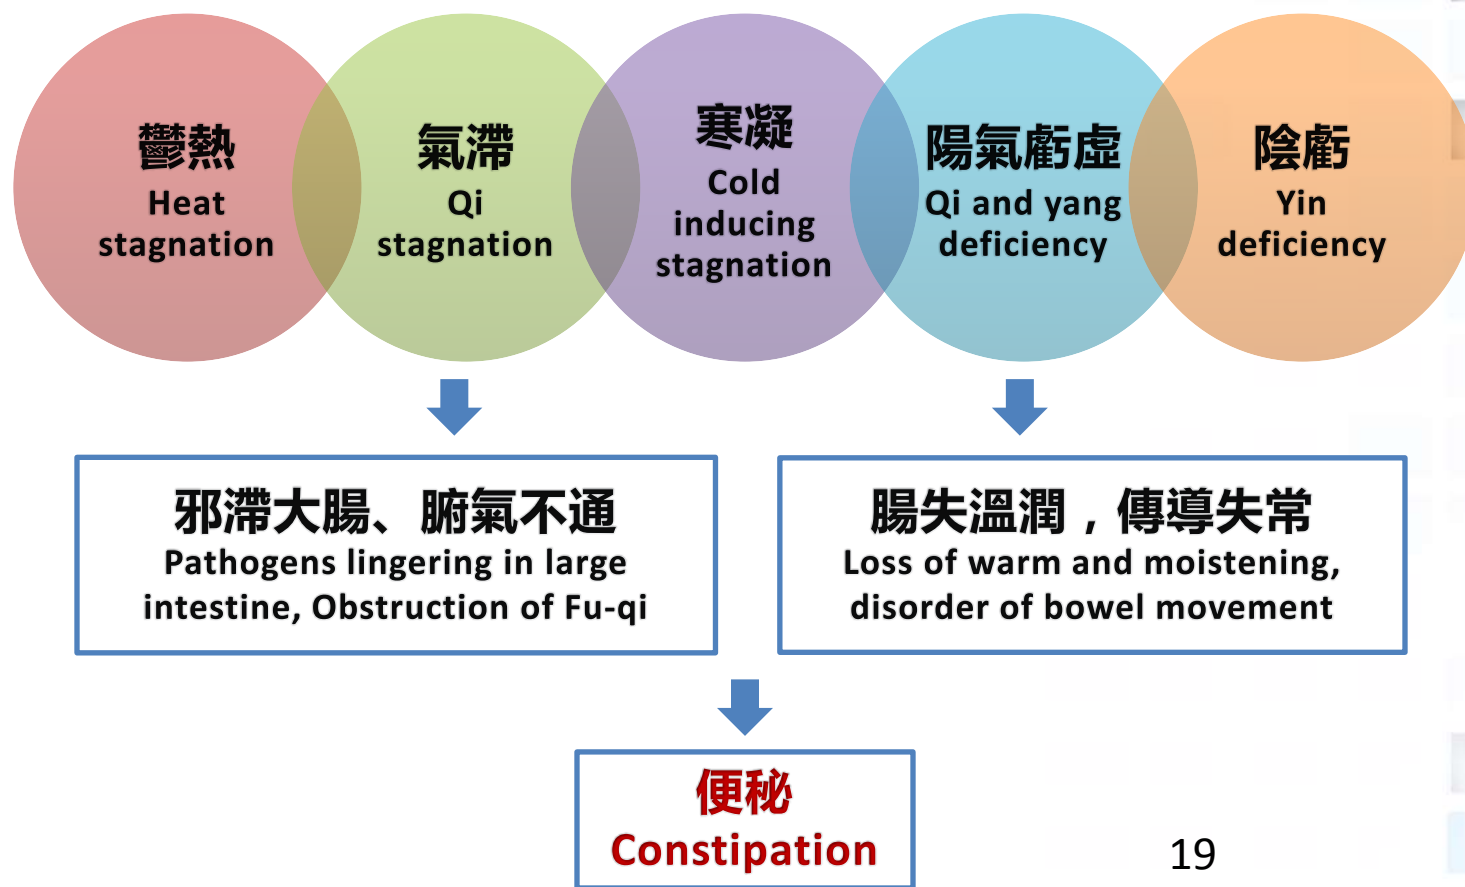 鬱熱
Heat
stagnation
氣滯
Qi
stagnation
寒凝
Cold
inducing
stagnation
陽氣虧虛
Qi and yang
deficiency
陰虧
Yin
deficiency
邪滯大腸、腑氣不通
Pathogens lingering in large
intestine, Obstruction of Fu-qi
腸失溫潤，傳導失常
Loss of warm and moistening,
disorder of bowel movement
便秘
Constipation
19